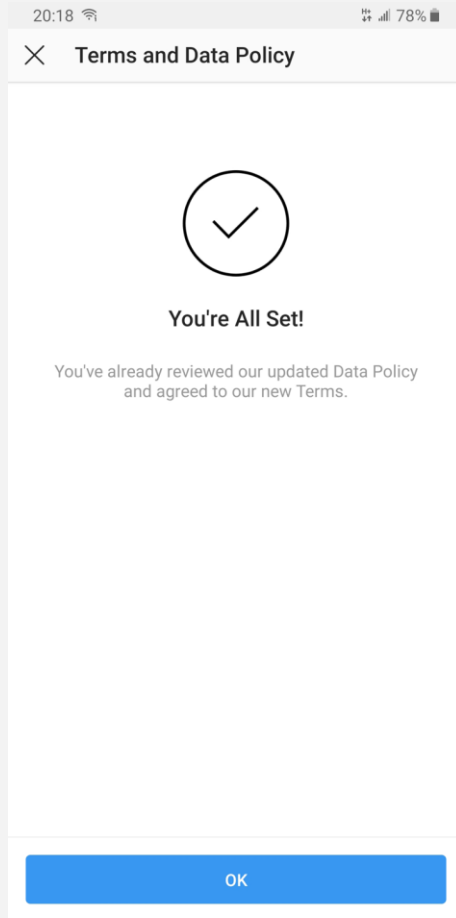 20:18 H+ 78%
Terms and Data Policy
You're All Set!
You've already reviewed our updated Data Policy
and agreed to our new Terms.
OK